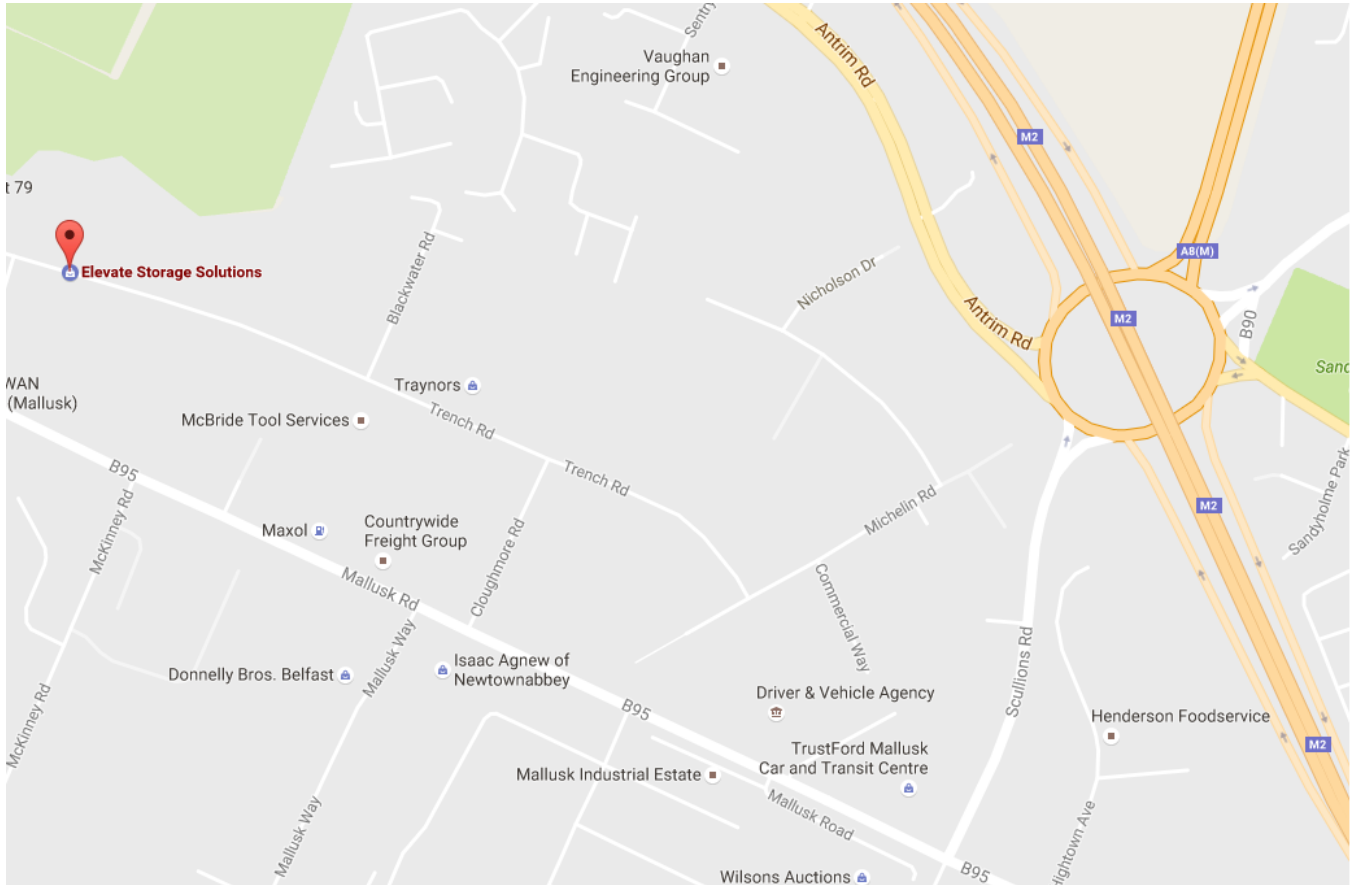 Sentry
Vaughan
Engineering Group
Antrim Rd
M2
t 79
A8(M)
Elevate Storage Solutions
Blackwater Rd
Nicholson Dr
Antrim Rd
M2
B90
Sand
WAN
(Mallusk)
Traynors
McBride Tool Services
Trench Rd
B95
Trench Rd
McKinney Rd
Michelin Rd
M2
Sandyholme Park
Maxol
Countrywide
Freight Group
Mallusk Rd
Cloughmore Rd
Commercial Way
Mallusk Way
Isaac Agnew of
Newtownabbey
Donnelly Bros. Belfast
Scullions Rd
McKinney Rd
B95
Driver & Vehicle Agency
Henderson Foodservice
M2
TrustFord Mallusk
Car and Transit Centre
Mallusk Industrial Estate
Mallusk Road
Mallusk Way
Hightown Ave
Wilsons Auctions
B95